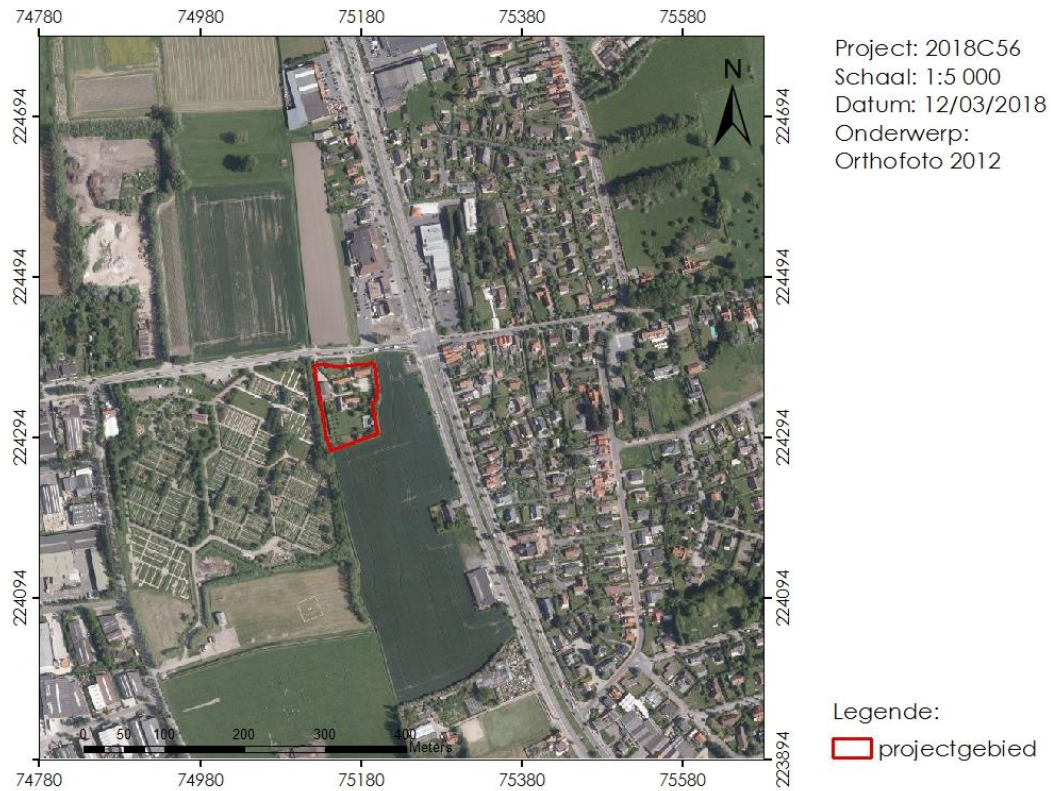 74780 74980 75180 75380 75580
Project: 2018C56
Schaal: 1:5 000
Datum: 12/03/2018
Onderwerp:
Orthofoto 2012
N
224694 224694
224494 224494
224294 224294
224094 224094
223894
0 50 100 200 300 400
Meters
74780 74980 75180 75380 75580
Legende:
projectgebied